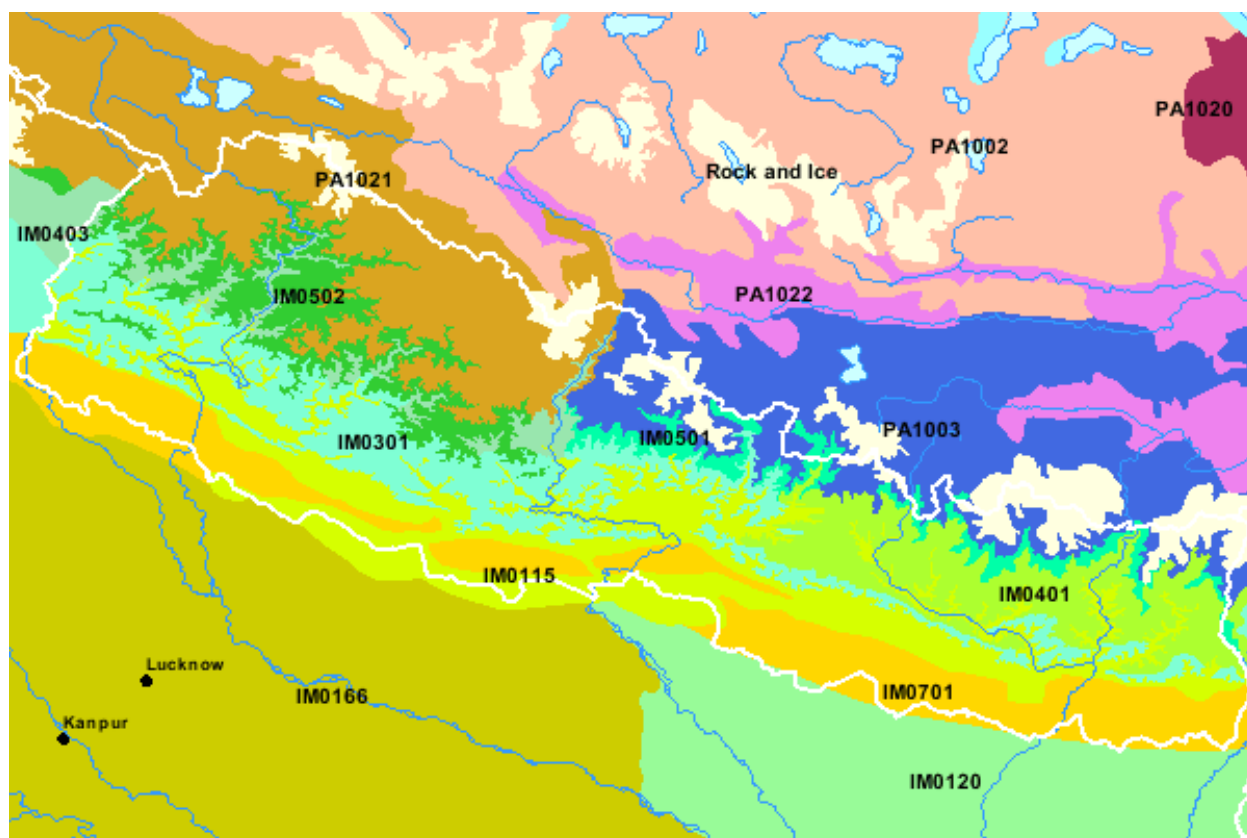 PA1020
PA1002
Rock and Ice
PA1021
IM0403
IM0502
PA1022
PA1003
IM0501
IM0301
IM0115
IM0401
Lucknow
IM0166
IM0701
Kanpur
IM0120